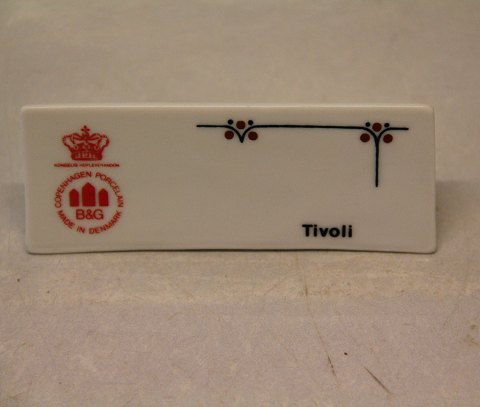 KONGELIG HOFLEVERANDØR
COPENHAGEN PORCELAIN
B&G
MADE IN DENMARK
Tivoli